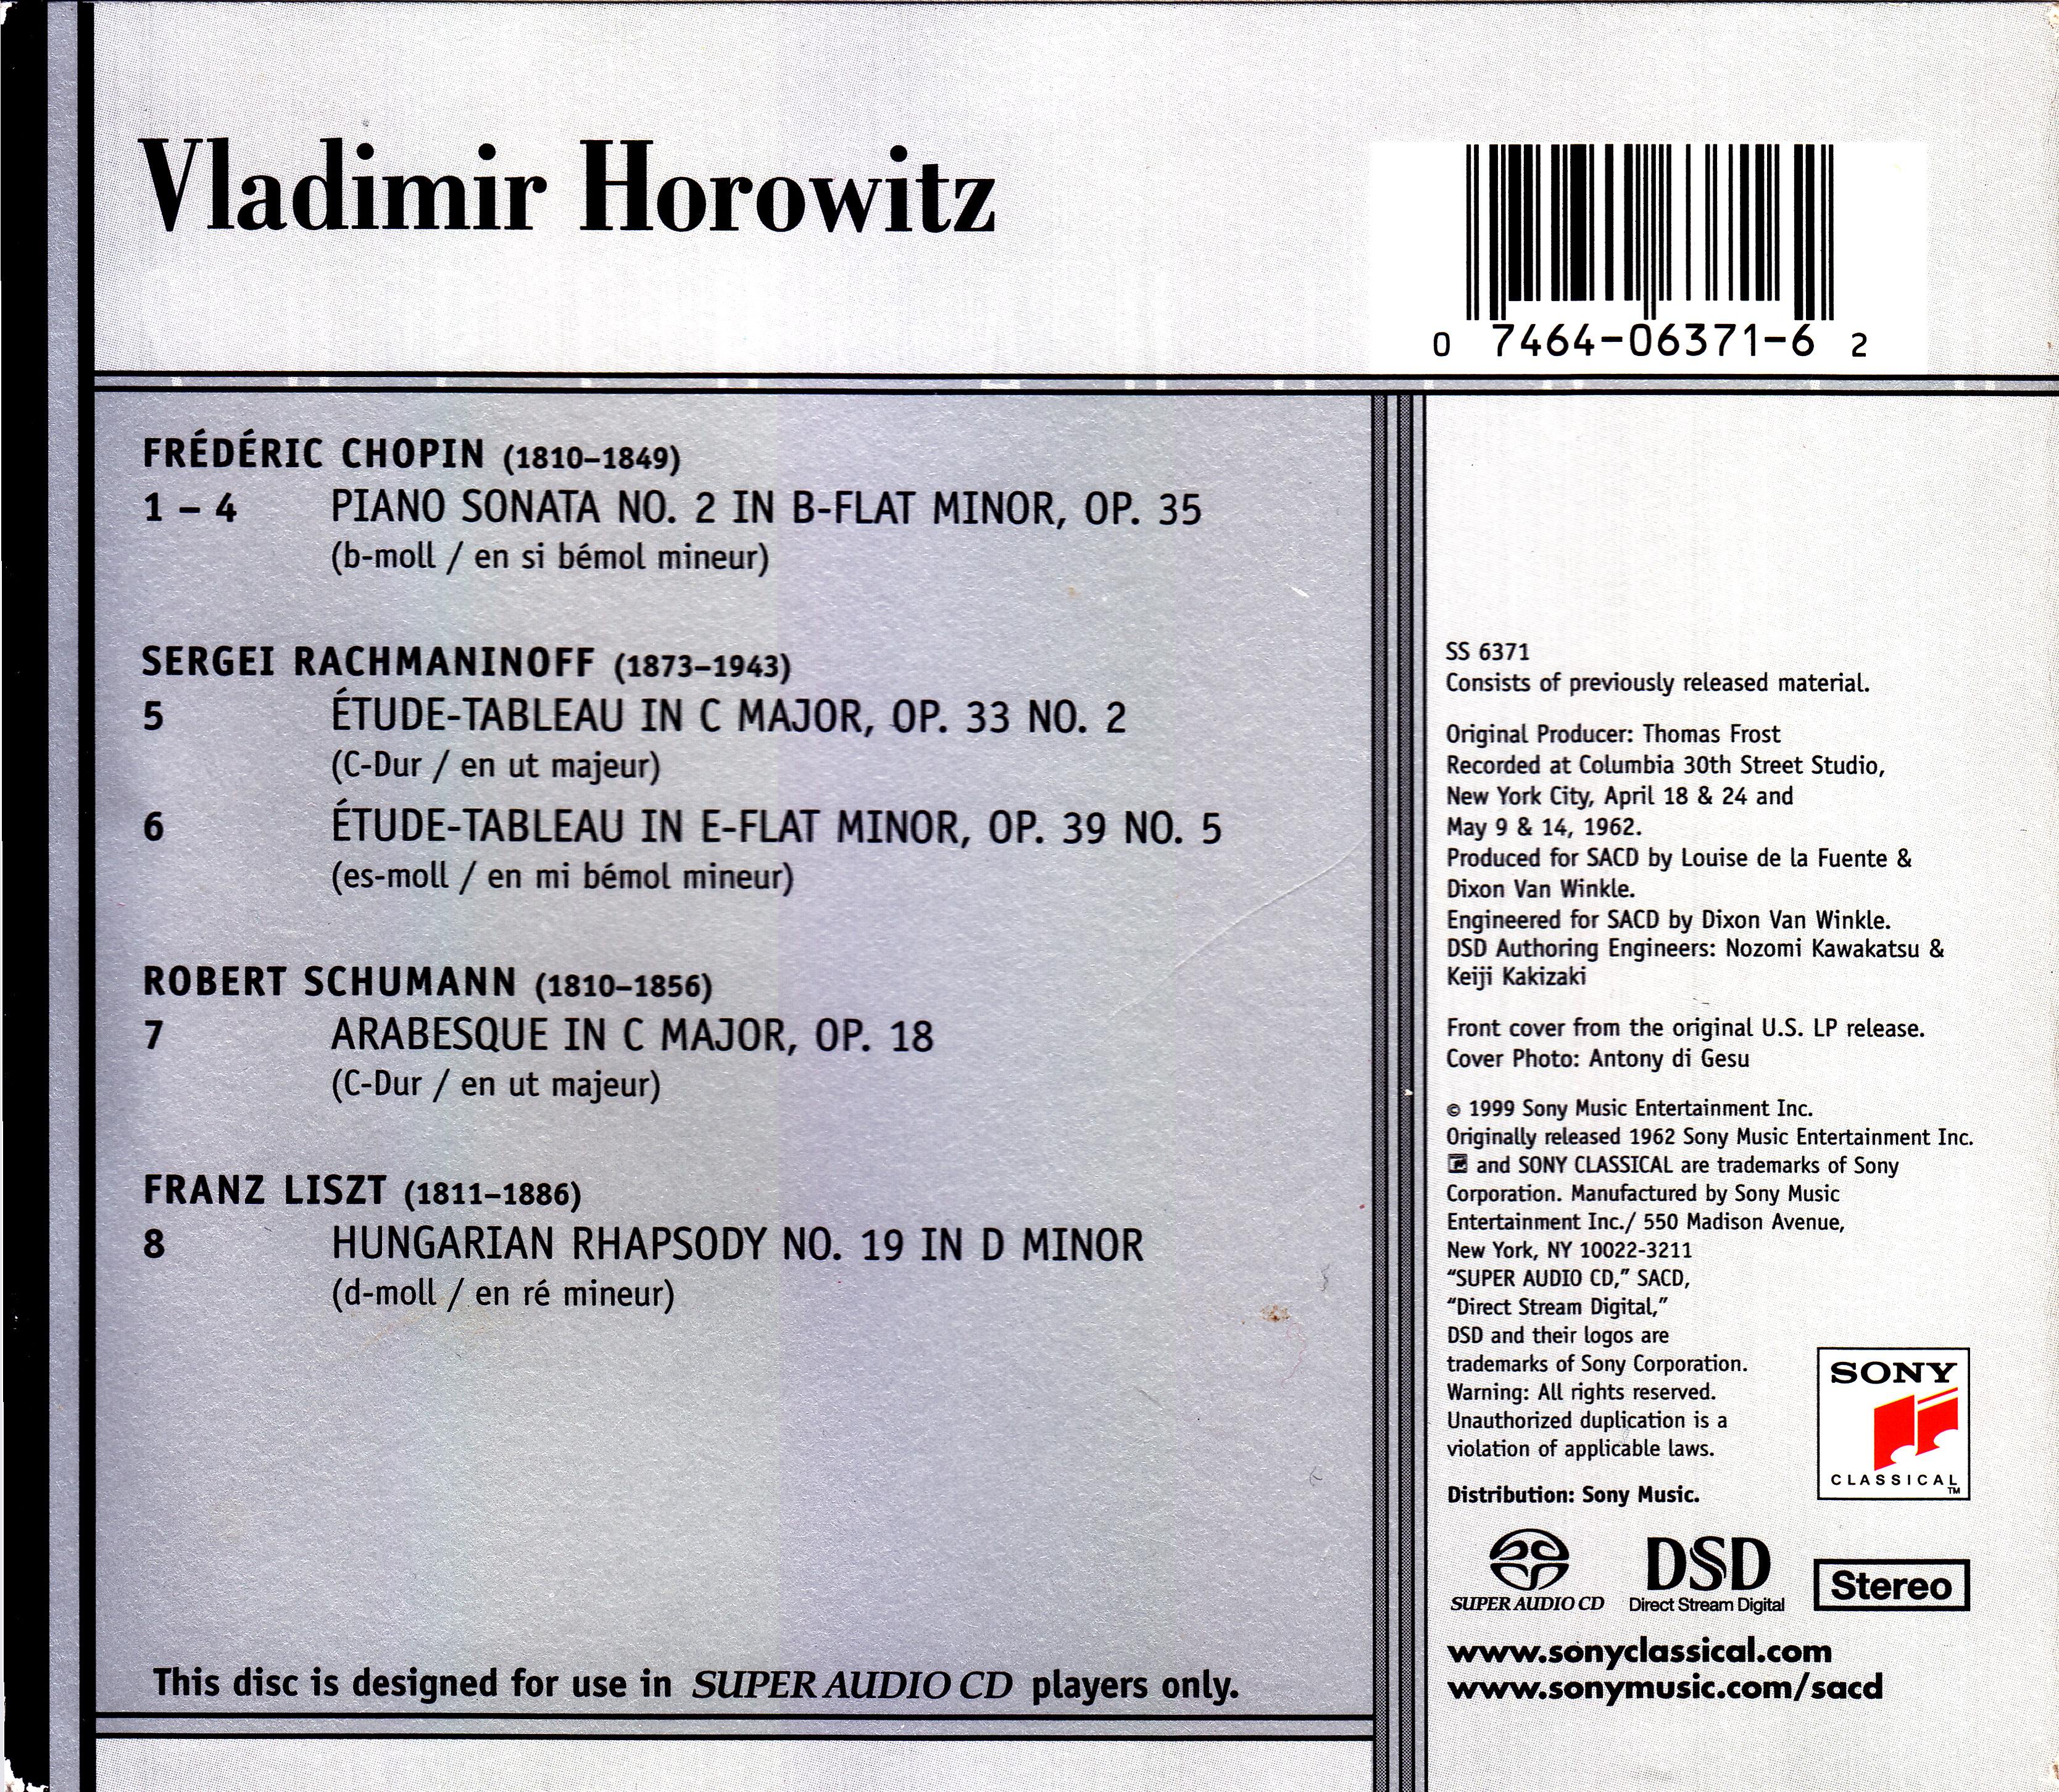 Vladimir Horowitz
0 7464-06371-6 2
FRÉDÉRIC CHOPIN (1810–1849)
1 – 4 PIANO SONATA NO. 2 IN B-FLAT MINOR, OP. 35
(b-moll / en si bémol mineur)
SERGEI RACHMANINOFF (1873–1943)
5 ÉTUDE-TABLEAU IN C MAJOR, OP. 33 NO. 2
(C-Dur / en ut majeur)
6 ÉTUDE-TABLEAU IN E-FLAT MINOR, OP. 39 NO. 5
(es-moll / en mi bémol mineur)
ROBERT SCHUMANN (1810–1856)
7 ARABESQUE IN C MAJOR, OP. 18
(C-Dur / en ut majeur)
FRANZ LISZT (1811–1886)
8 HUNGARIAN RHAPSODY NO. 19 IN D MINOR
(d-moll / en ré mineur)
This disc is designed for use in SUPER AUDIO CD players only.
SS 6371
Consists of previously released material.
Original Producer: Thomas Frost
Recorded at Columbia 30th Street Studio,
New York City, April 18 & 24 and
May 9 & 14, 1962.
Produced for SACD by Louise de la Fuente &
Dixon Van Winkle.
Engineered for SACD by Dixon Van Winkle.
DSD Authoring Engineers: Nozomi Kawakatsu &
Keiji Kakizaki
Front cover from the original U.S. LP release.
Cover Photo: Antony di Gesu
© 1999 Sony Music Entertainment Inc.
Originally released 1962 Sony Music Entertainment Inc.
and SONY CLASSICAL are trademarks of Sony
Corporation. Manufactured by Sony Music
Entertainment Inc./ 550 Madison Avenue,
New York, NY 10022-3211
“SUPER AUDIO CD,” SACD,
“Direct Stream Digital,”
DSD and their logos are
trademarks of Sony Corporation.
Warning: All rights reserved.
Unauthorized duplication is a
violation of applicable laws.
Distribution: Sony Music.
SONY
CLASSICAL
TM
DSD
SUPER AUDIO CD Direct Stream Digital Stereo
www.sonyclassical.com
www.sonymusic.com/sacd